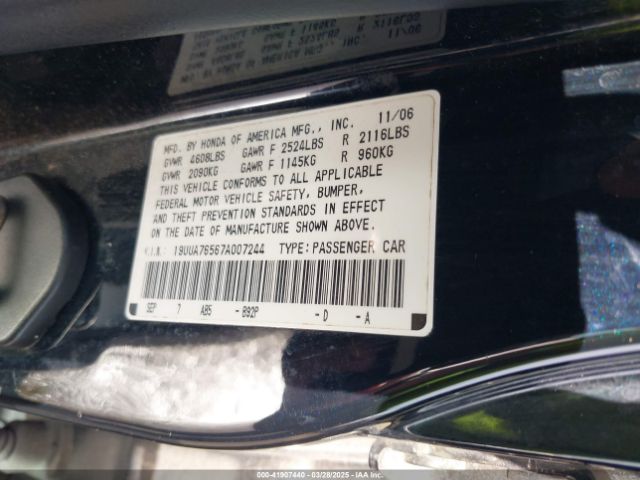 MFD. BY HONDA OF AMERICA MFG., INC. 11/06
GVWR 4608LBS GAWR F 2524LBS R 2116LBS
GVWR 2090KG GAWR F 1145KG R 960KG
THIS VEHICLE CONFORMS TO ALL APPLICABLE
FEDERAL MOTOR VEHICLE SAFETY, BUMPER,
AND THEFT PREVENTION STANDARDS IN EFFECT
ON THE DATE OF MANUFACTURE SHOWN ABOVE.
V.I.N.: 19UUA76567A007244 TYPE: PASSENGER CAR
SEP 7 AB5 - B92P - D - A
000-41907440 - 03/28/2025 - IAAI.COM